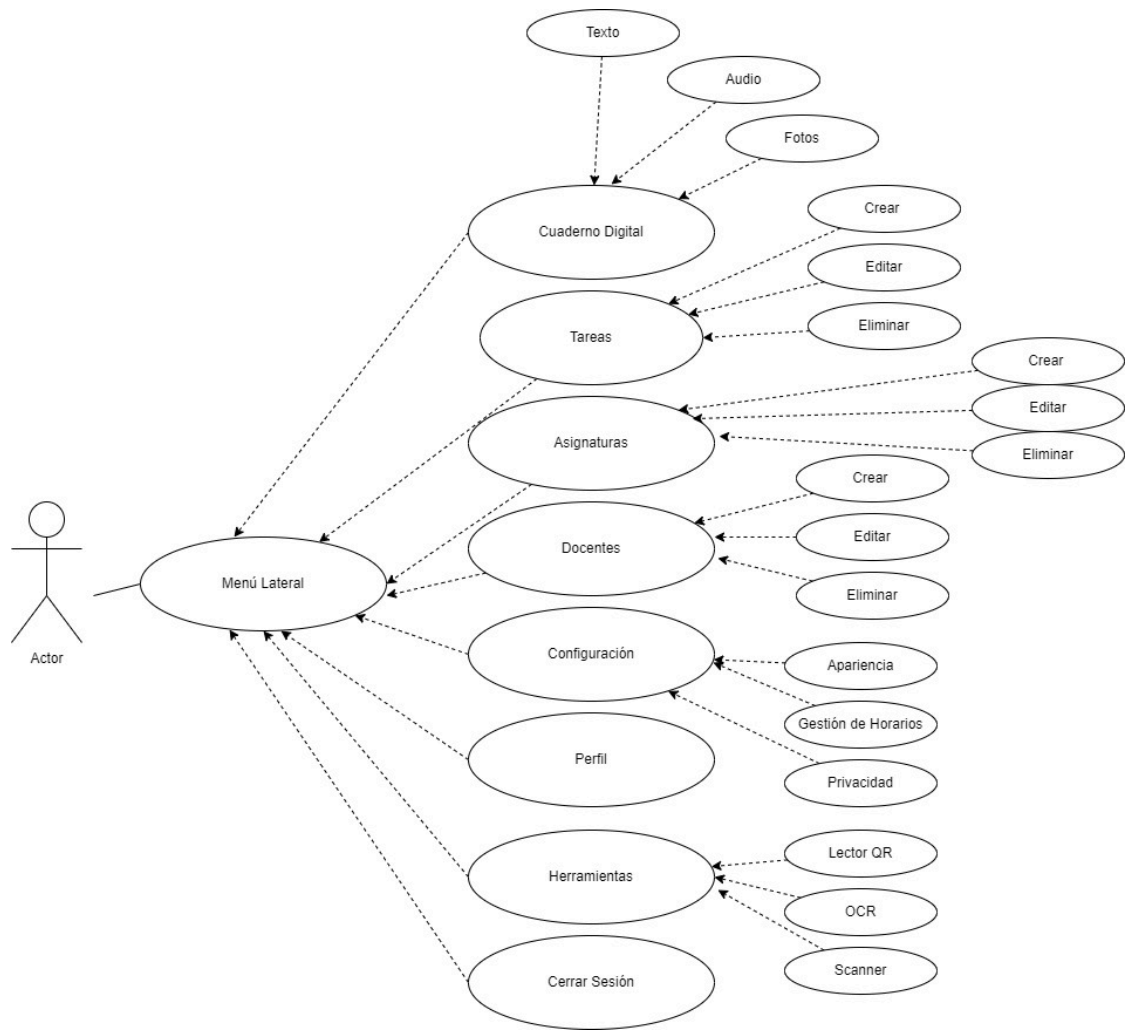 Texto
Audio
Fotos
Cuaderno Digital
Crear
Editar
Eliminar
Tareas
Crear
Editar
Eliminar
Asignaturas
Crear
Editar
Eliminar
Docentes
Menú Lateral
Actor
Configuración
Apariencia
Gestión de Horarios
Privacidad
Perfil
Herramientas
Lector QR
OCR
Scanner
Cerrar Sesión